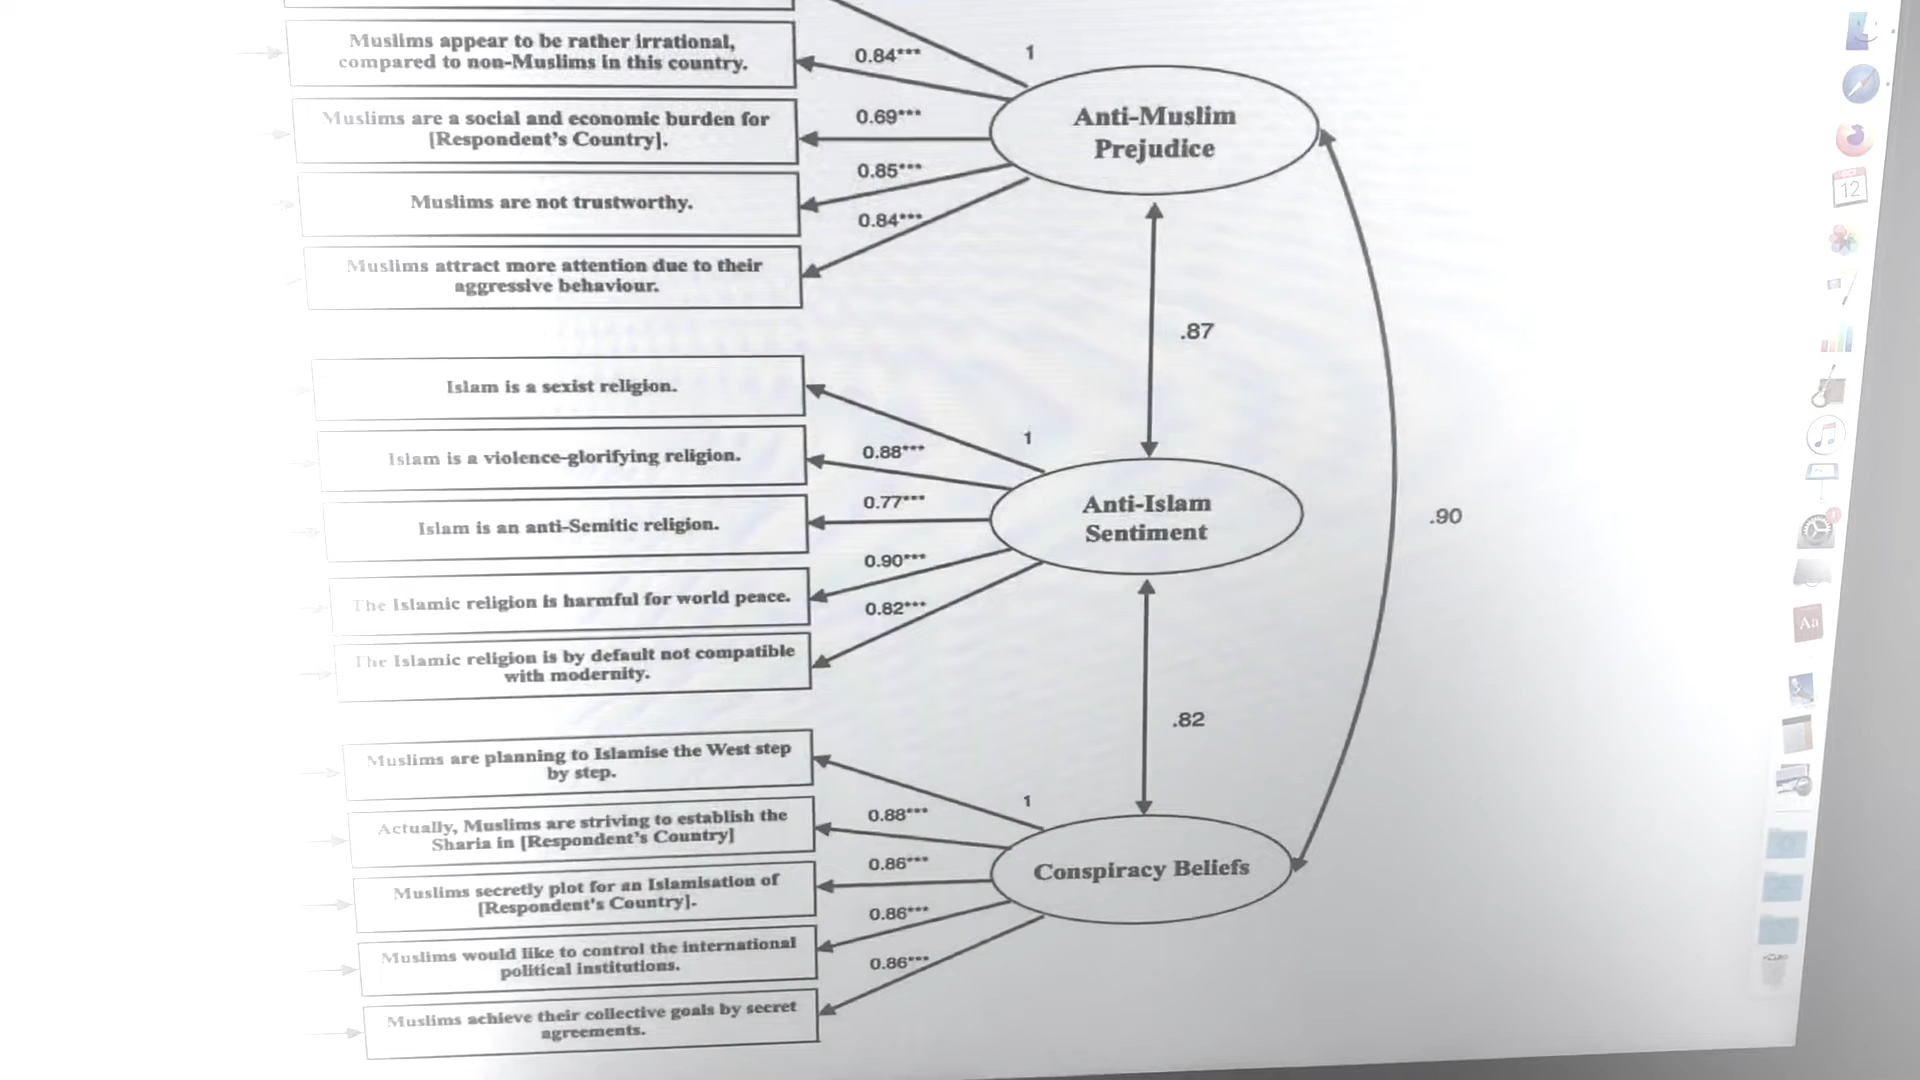 Muslims appear to be rather irrational,
compared to non-Muslims in this country.
0.84***
1
Muslims are a social and economic burden for
[Respondent's Country].
0.69***
Anti-Muslim
Prejudice
Muslims are not trustworthy.
0.85***
Muslims attract more attention due to their
aggressive behaviour.
0.84***
.87
Islam is a sexist religion.
1
Islam is a violence-glorifying religion.
0.88***
Islam is an anti-Semitic religion.
0.77***
Anti-Islam
Sentiment
.90
The Islamic religion is harmful for world peace.
0.90***
The Islamic religion is by default not compatible
with modernity.
0.82***
.82
Muslims are planning to Islamise the West step
by step.
1
Actually, Muslims are striving to establish the
Sharia in [Respondent's Country]
0.88***
Muslims secretly plot for an Islamisation of
[Respondent's Country].
0.86***
Conspiracy Beliefs
Muslims would like to control the international
political institutions.
0.86***
Muslims achieve their collective goals by secret
agreements.
0.86***
12
Aa